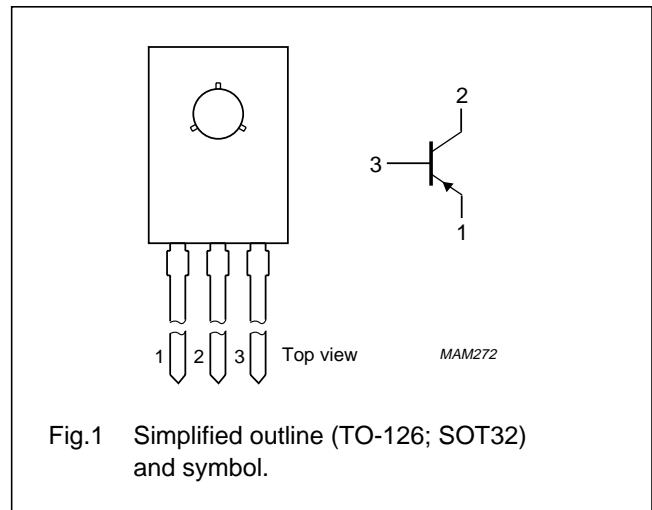 2
3
1
1 2 3 Top view MAM272
Fig.1 Simplified outline (TO-126; SOT32)
and symbol.